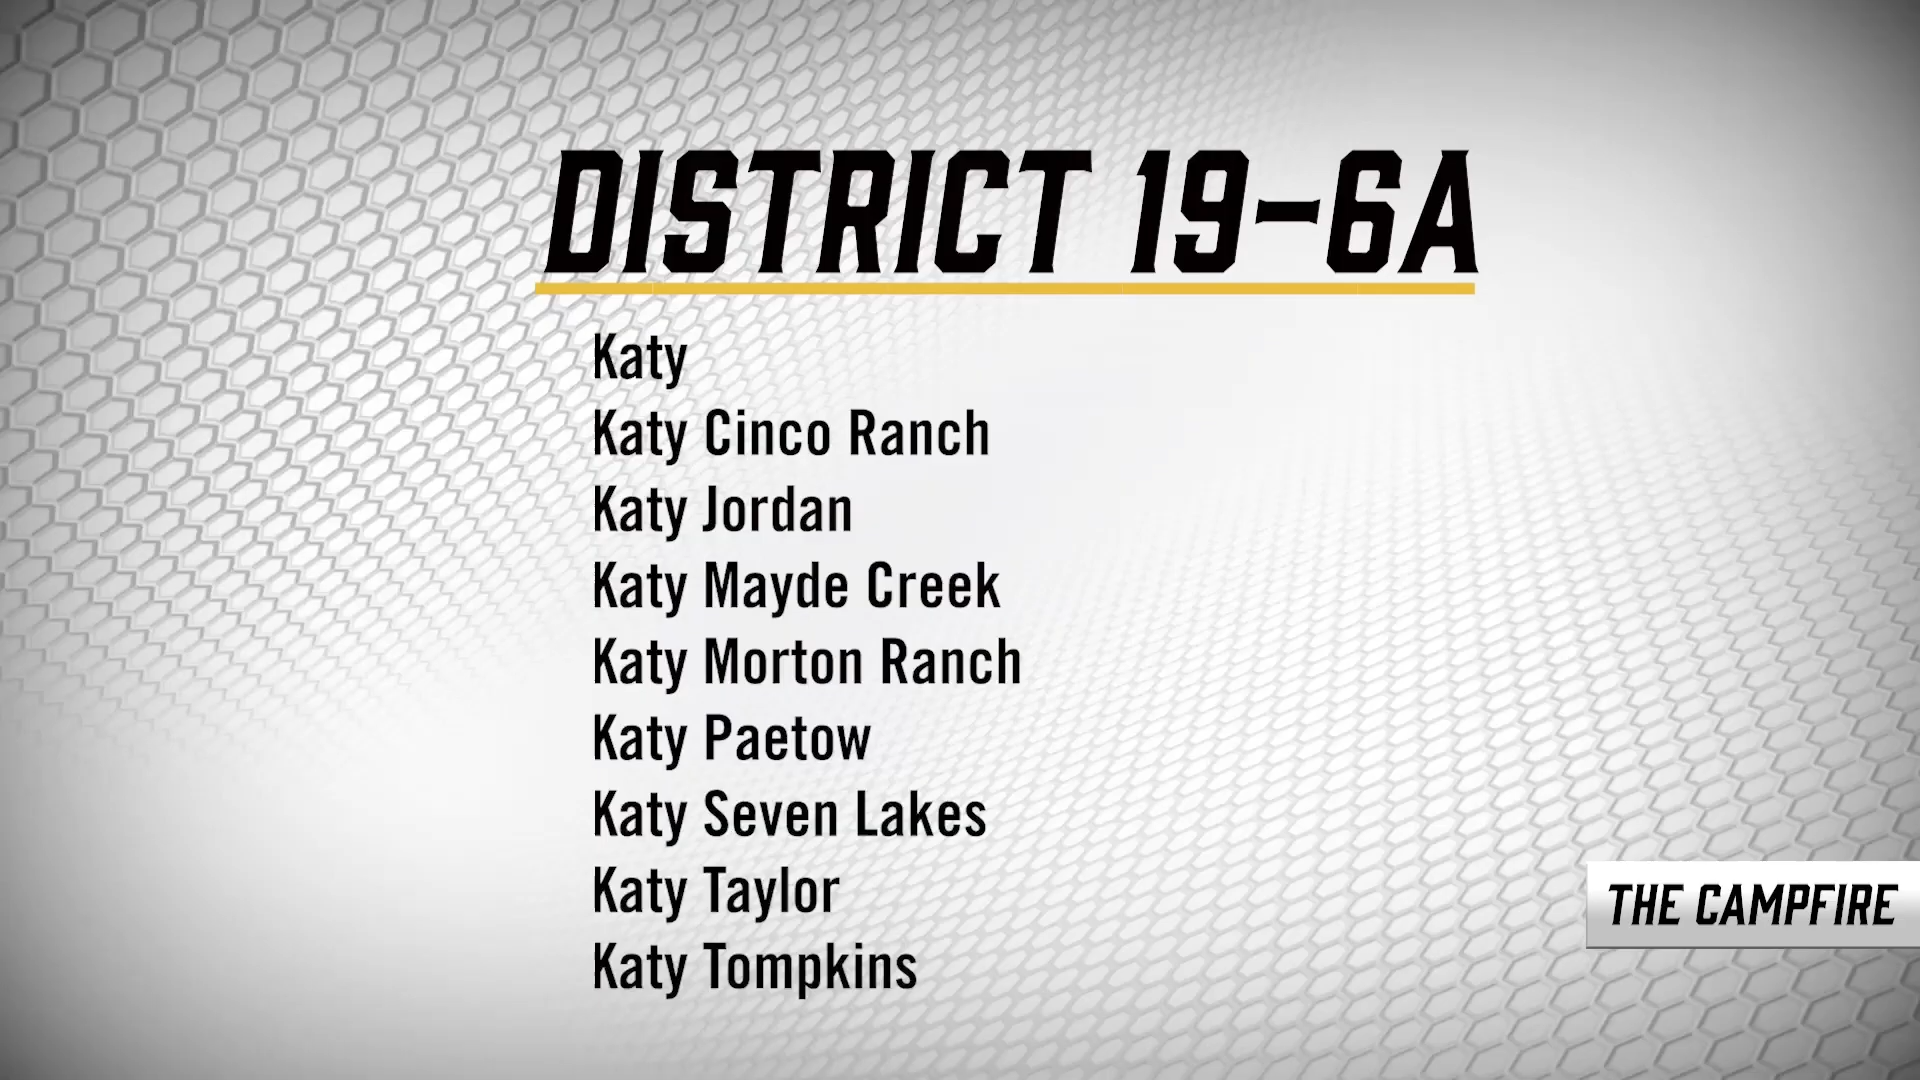 DISTRICT 19-6A
Katy
Katy Cinco Ranch
Katy Jordan
Katy Mayde Creek
Katy Morton Ranch
Katy Paetow
Katy Seven Lakes
Katy Taylor
Katy Tompkins
THE CAMPFIRE